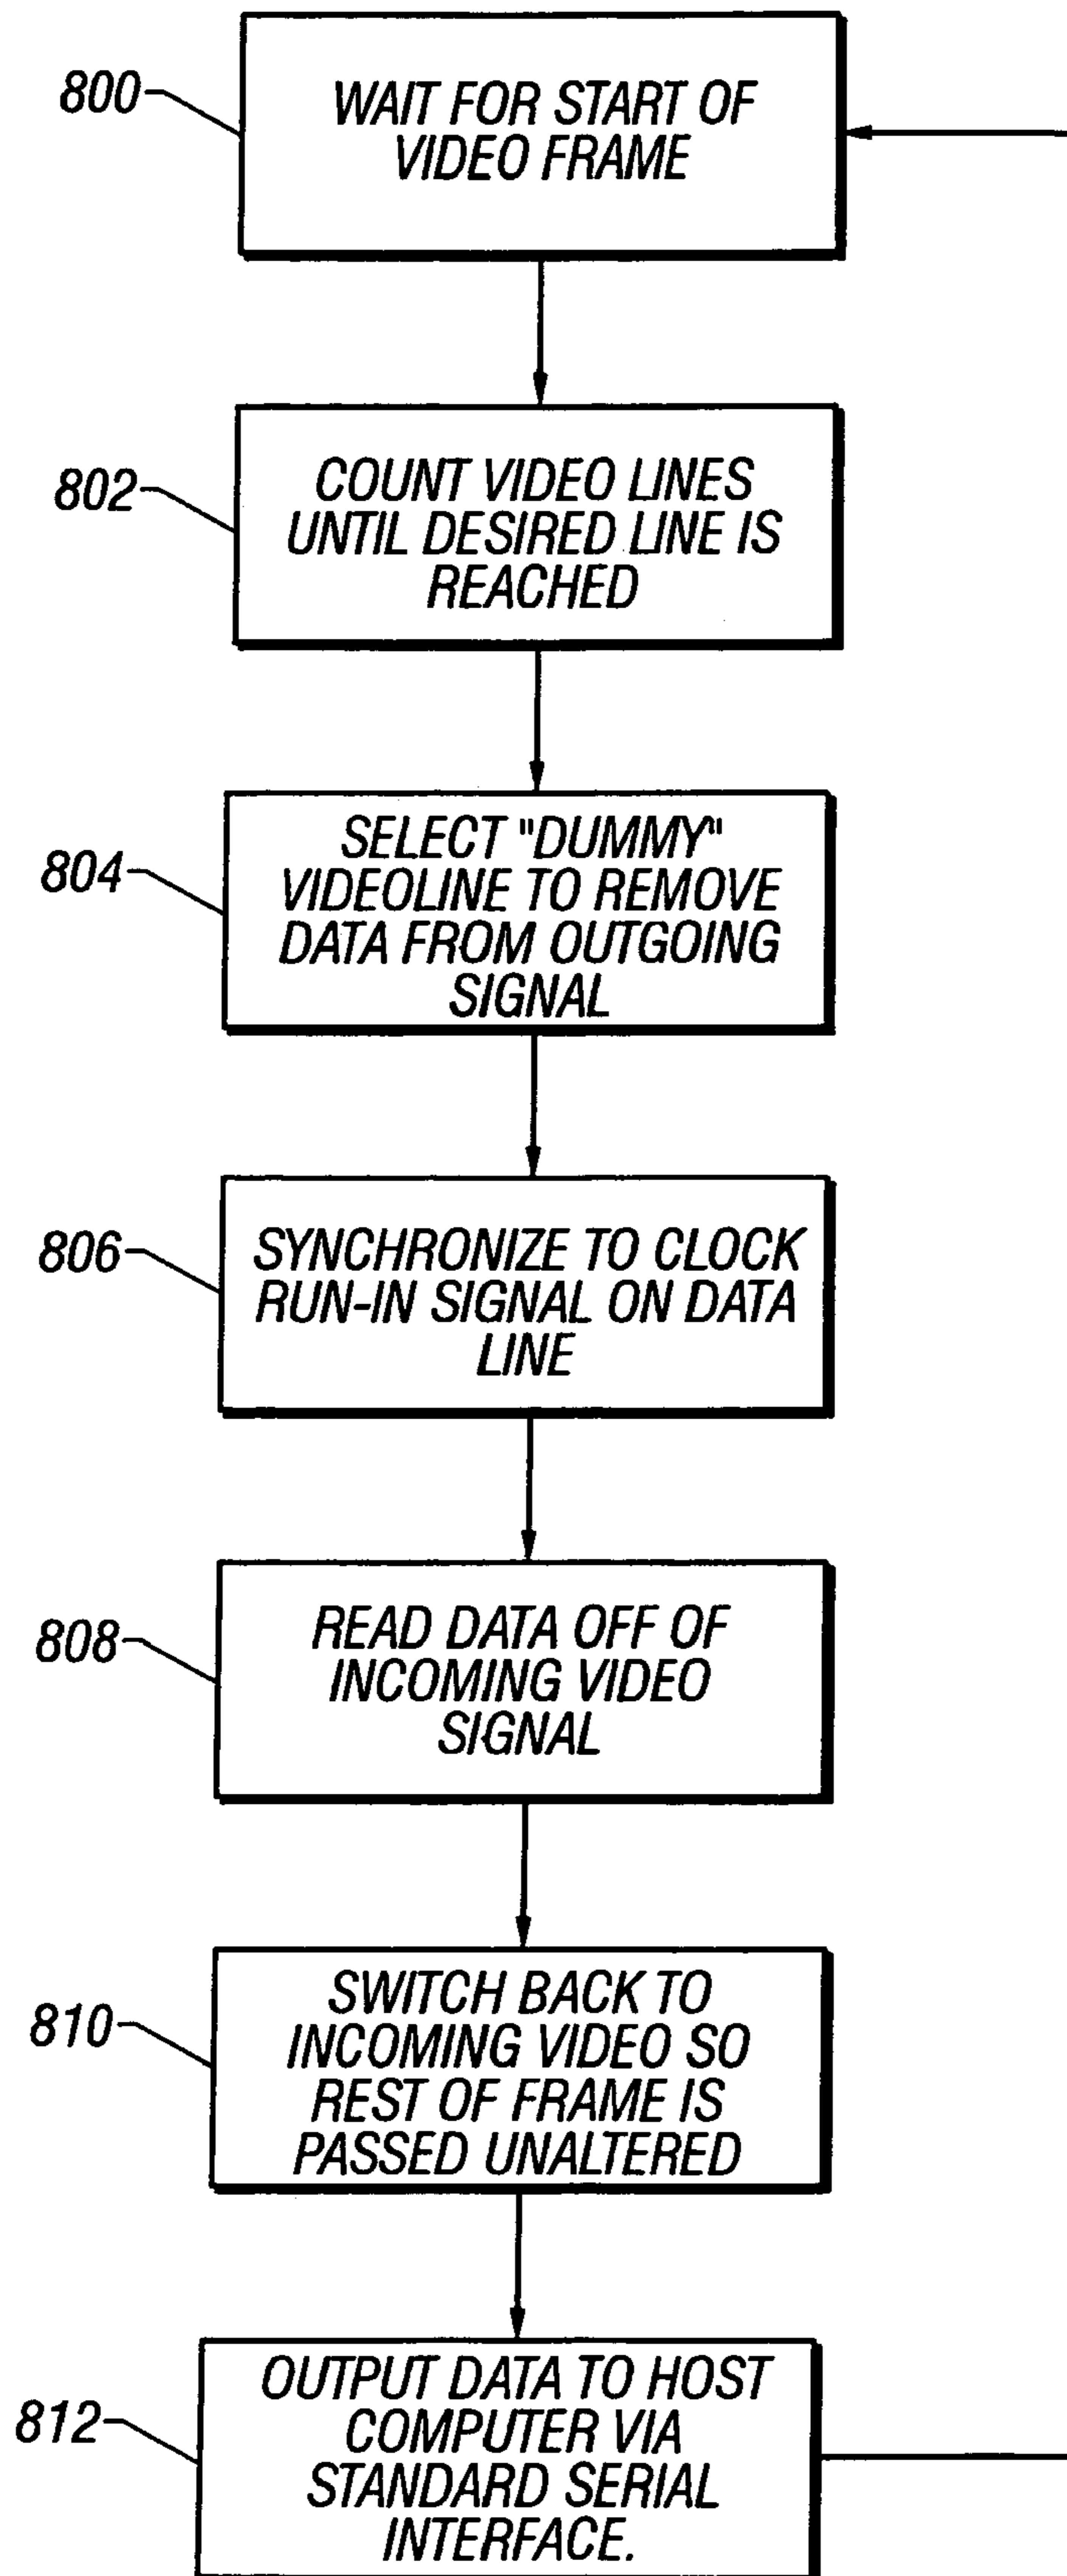 800
WAIT FOR START OF
VIDEO FRAME
802
COUNT VIDEO LINES
UNTIL DESIRED LINE IS
REACHED
804
SELECT "DUMMY"
VIDEOLINE TO REMOVE
DATA FROM OUTGOING
SIGNAL
806
SYNCHRONIZE TO CLOCK
RUN-IN SIGNAL ON DATA
LINE
808
READ DATA OFF OF
INCOMING VIDEO
SIGNAL
810
SWITCH BACK TO
INCOMING VIDEO SO
REST OF FRAME IS
PASSED UNALTERED
812
OUTPUT DATA TO HOST
COMPUTER VIA
STANDARD SERIAL
INTERFACE.